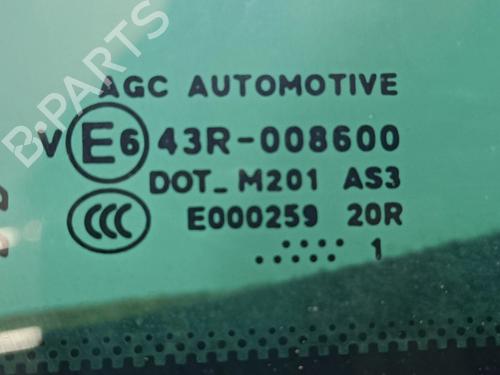 B-PARTS
AGC AUTOMOTIVE
V E6 43R-008600
DOT_M201 AS3
CCC E000259 20R
1